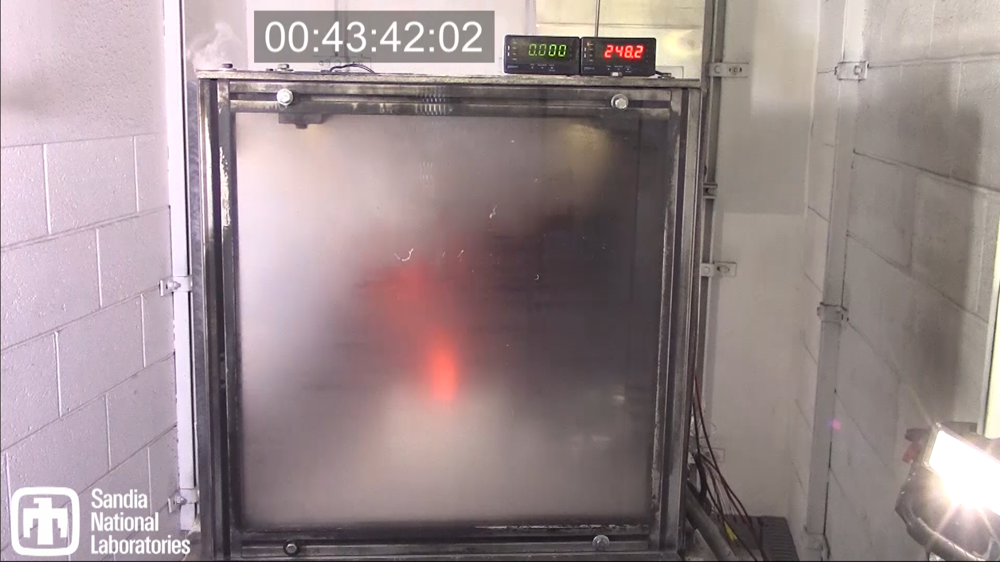 00:43:42:02
0.000
248.2
Sandia
National
Laboratories